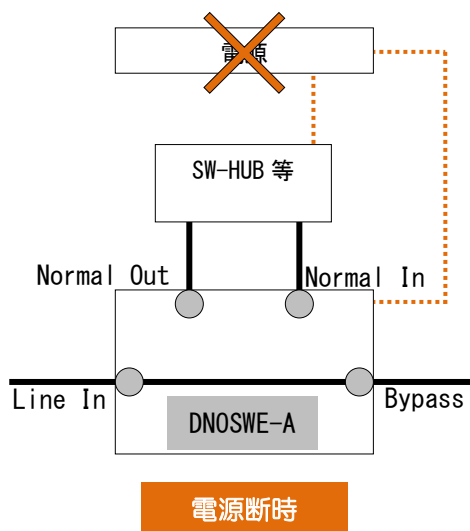 電源
SW-HUB 等
Normal Out
Normal In
Line In
Bypass
DNOSWE-A
電源断時